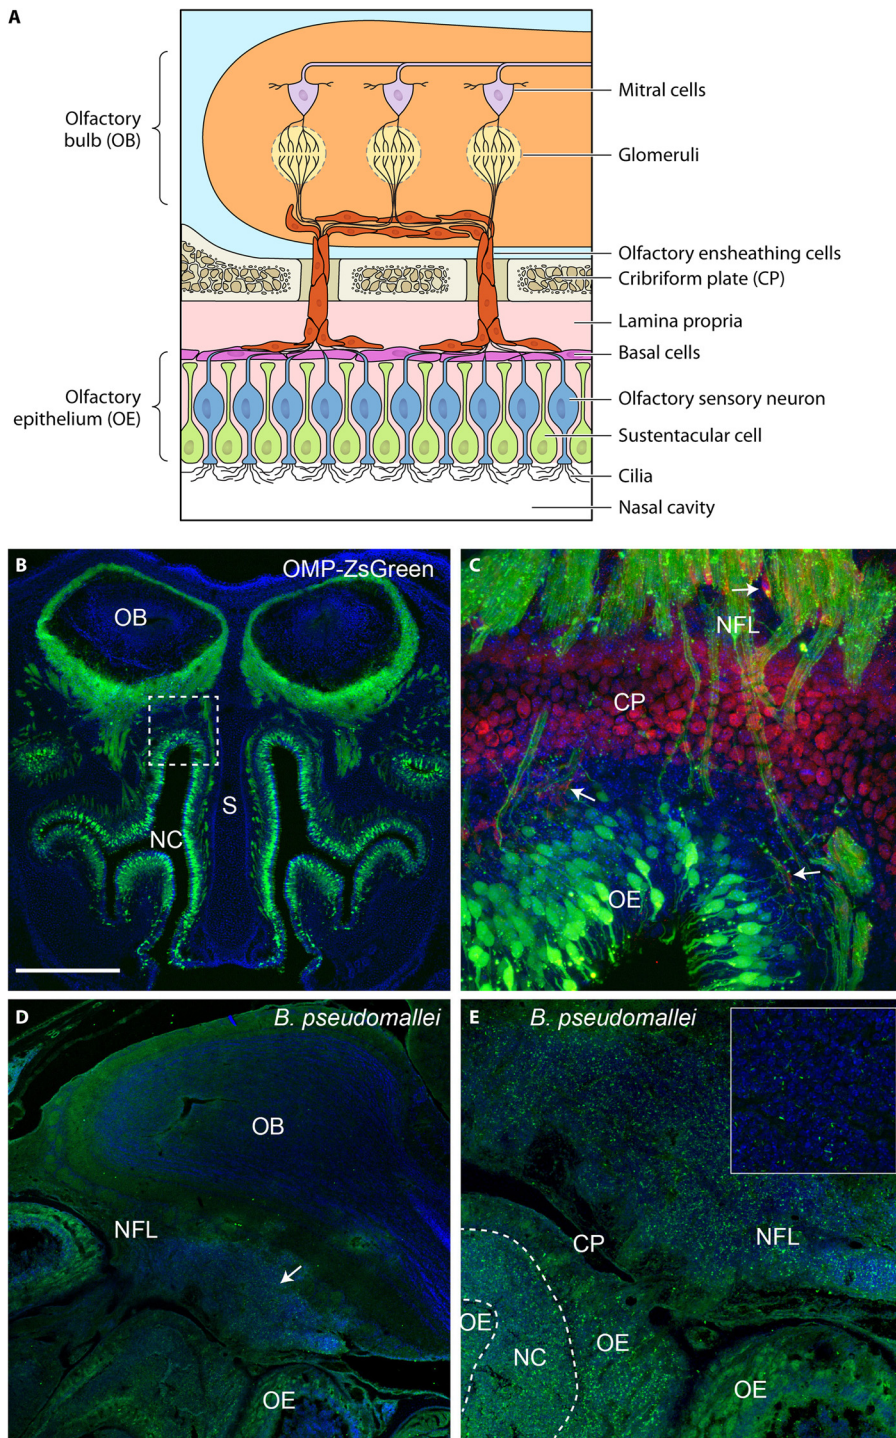 A
Olfactory
bulb (OB)
Mitral cells
Glomeruli
Olfactory ensheathing cells
Cribriform plate (CP)
Lamina propria
Basal cells
Olfactory
epithelium (OE)
Olfactory sensory neuron
Sustentacular cell
Cilia
Nasal cavity
B
OMP-ZsGreen
OB
S
NC
C
NFL
CP
OE
D
B. pseudomallei
OB
NFL
OE
E
B. pseudomallei
CP
NFL
OE
NC
OE
OE